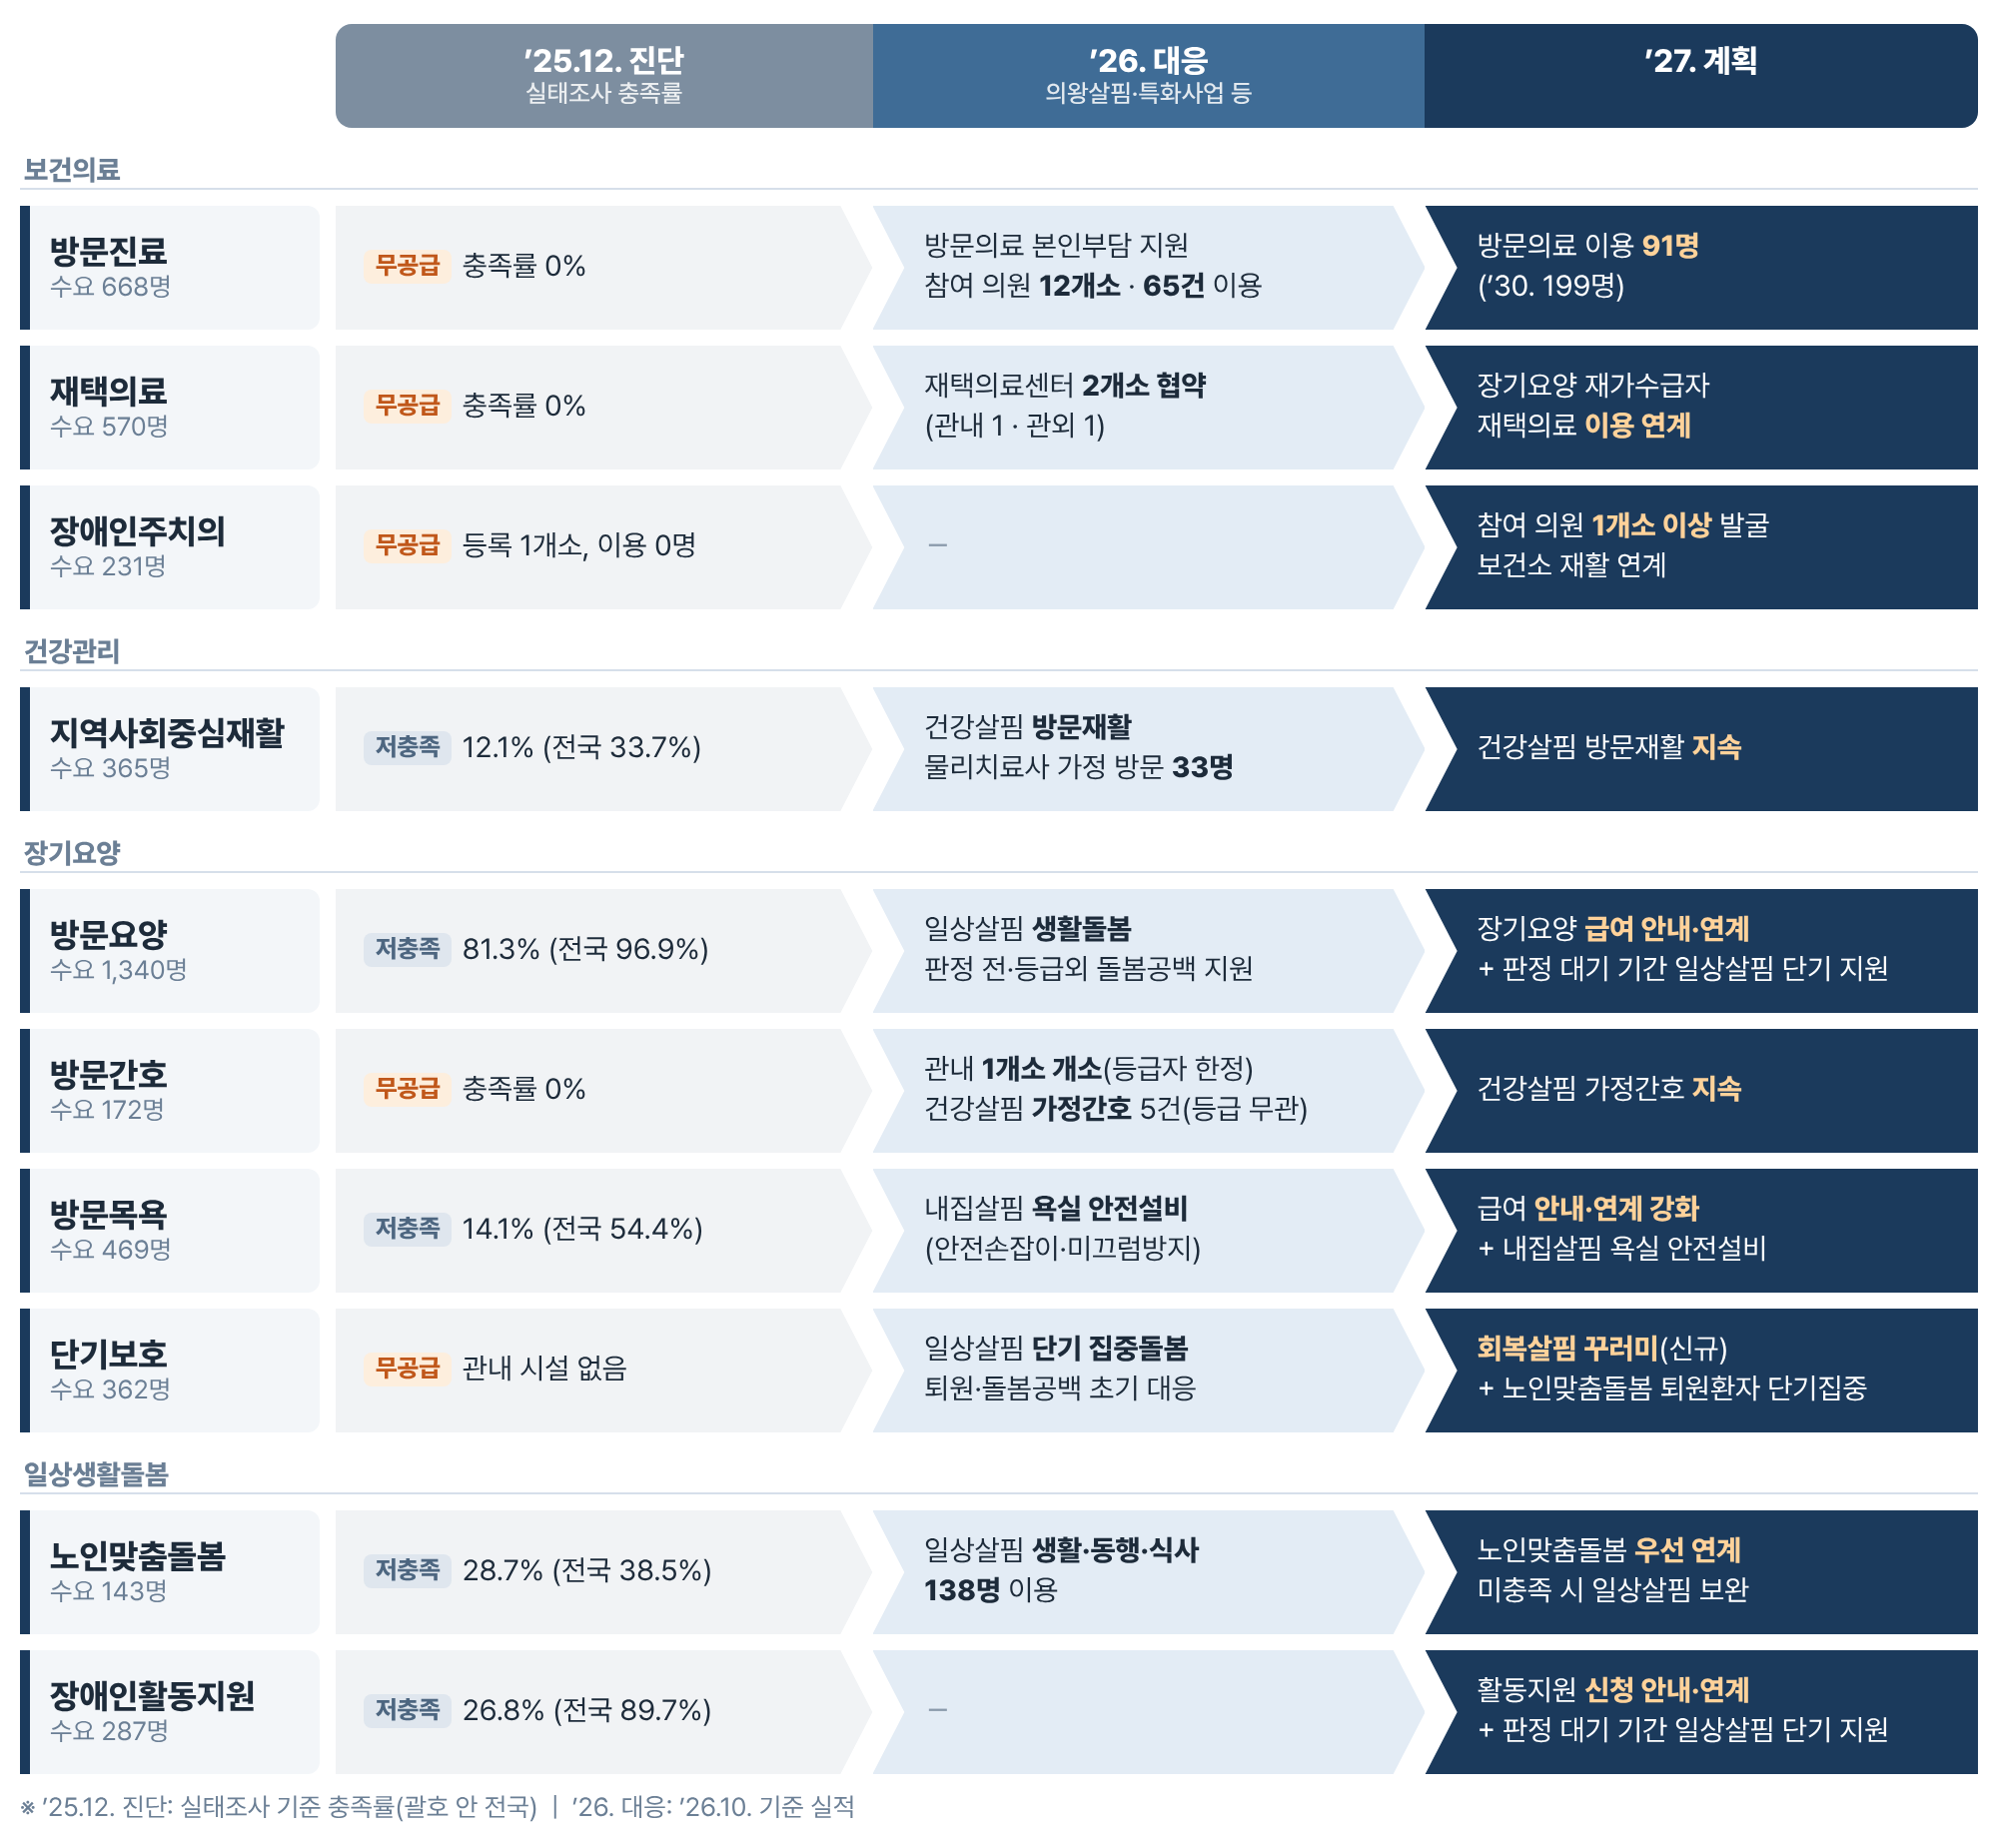 ’25.12. 진단
실태조사 충족률
’26. 대응
의왕살핌·특화사업 등
’27. 계획
보건의료
방문진료
수요 668명
무공급 충족률 0%
방문의료 본인부담 지원
참여 의원 12개소 · 65건 이용
방문의료 이용 91명
(’30. 199명)
재택의료
수요 570명
무공급 충족률 0%
재택의료센터 2개소 협약
(관내 1 · 관외 1)
장기요양 재가수급자
재택의료 이용 연계
장애인주치의
수요 231명
무공급 등록 1개소, 이용 0명
–
참여 의원 1개소 이상 발굴
보건소 재활 연계
건강관리
지역사회중심재활
수요 365명
저충족 12.1% (전국 33.7%)
건강살핌 방문재활
물리치료사 가정 방문 33명
건강살핌 방문재활 지속
장기요양
방문요양
수요 1,340명
저충족 81.3% (전국 96.9%)
일상살핌 생활돌봄
판정 전·등급외 돌봄공백 지원
장기요양 급여 안내·연계
+ 판정 대기 기간 일상살핌 단기 지원
방문간호
수요 172명
무공급 충족률 0%
관내 1개소 개소(등급자 한정)
건강살핌 가정간호 5건(등급 무관)
건강살핌 가정간호 지속
방문목욕
수요 469명
저충족 14.1% (전국 54.4%)
내집살핌 욕실 안전설비
(안전손잡이·미끄럼방지)
급여 안내·연계 강화
+ 내집살핌 욕실 안전설비
단기보호
수요 362명
무공급 관내 시설 없음
일상살핌 단기 집중돌봄
퇴원·돌봄공백 초기 대응
회복살핌 꾸러미(신규)
+ 노인맞춤돌봄 퇴원환자 단기집중
일상생활돌봄
노인맞춤돌봄
수요 143명
저충족 28.7% (전국 38.5%)
일상살핌 생활·동행·식사
138명 이용
노인맞춤돌봄 우선 연계
미충족 시 일상살핌 보완
장애인활동지원
수요 287명
저충족 26.8% (전국 89.7%)
–
활동지원 신청 안내·연계
+ 판정 대기 기간 일상살핌 단기 지원
※ ’25.12. 진단: 실태조사 기준 충족률(괄호 안 전국) | ’26. 대응: ’26.10. 기준 실적